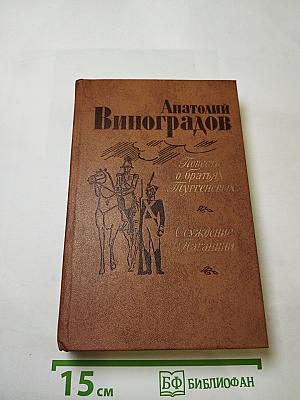 Анатолий
Виноградов
Повесть
о братьях
Тургеневых
Осуждение
Паганини
15 см
БФ БИБЛИОФАН